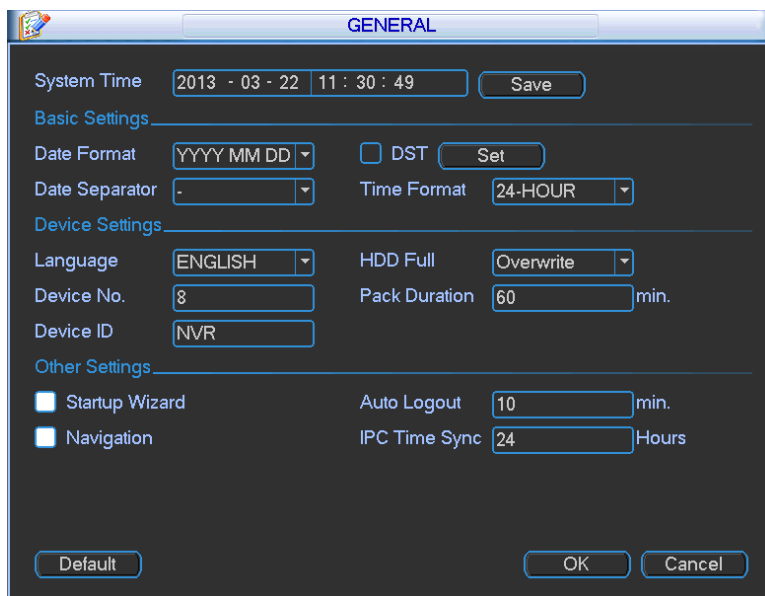 GENERAL
System Time 2013 - 03 - 22 11 : 30 : 49 Save
Basic Settings
Date Format YYYY MM DD DST Set
Date Separator - Time Format 24-HOUR
Device Settings
Language ENGLISH HDD Full Overwrite
Device No. 8 Pack Duration 60 min.
Device ID NVR
Other Settings
Startup Wizard Auto Logout 10 min.
Navigation IPC Time Sync 24 Hours
Default OK Cancel